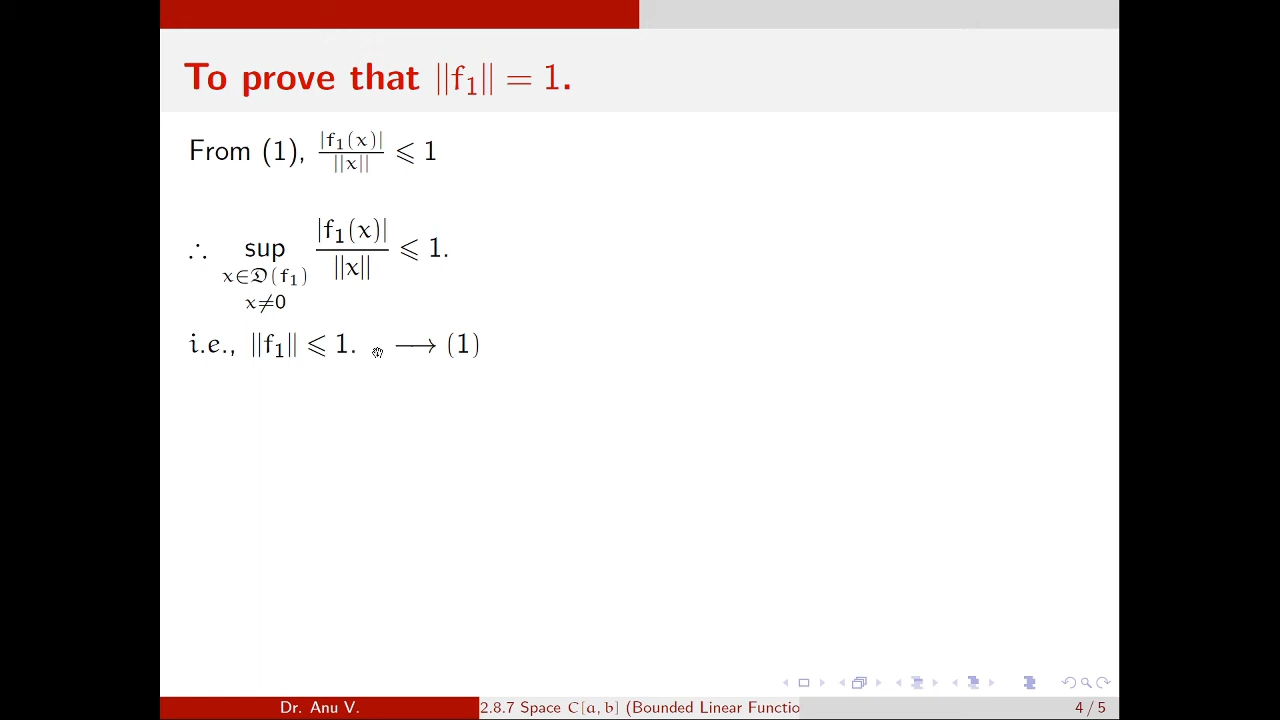 To prove that ||f₁|| = 1.
From (1), |f₁(x)| / ||x|| ⩽ 1
∴ sup x∈𝔇(f₁) x≠0 |f₁(x)| / ||x|| ⩽ 1.
i.e., ||f₁|| ⩽ 1. ⟶ (1)
Dr. Anu V. 2.8.7 Space C[a, b] (Bounded Linear Functio 4 / 5